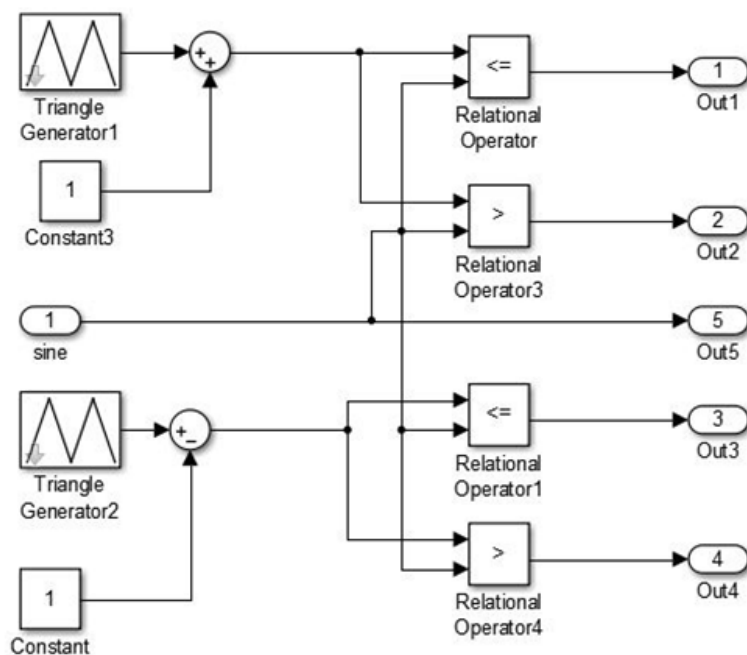 Triangle
Generator1
+
+
1
Constant3
<=
Relational
Operator
1
Out1
>
Relational
Operator3
2
Out2
1
sine
5
Out5
Triangle
Generator2
+
−
1
Constant
<=
Relational
Operator1
3
Out3
>
Relational
Operator4
4
Out4